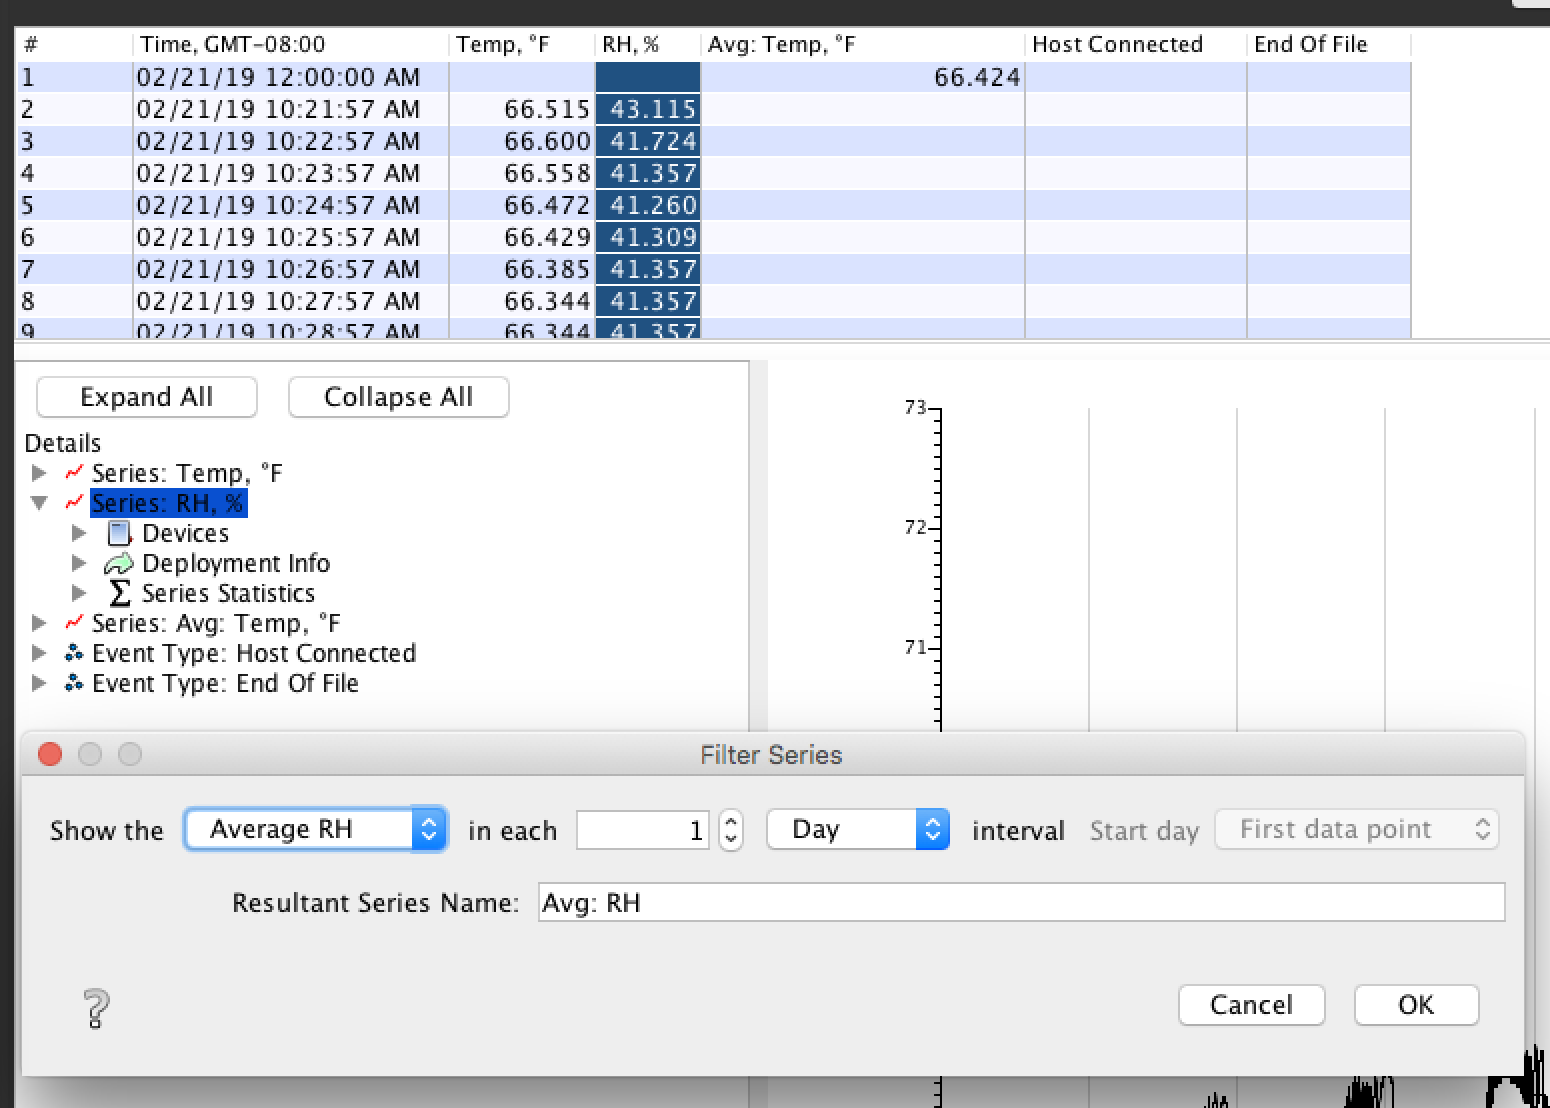 # Time, GMT-08:00 Temp, °F RH, % Avg: Temp, °F Host Connected End Of File
1 02/21/19 12:00:00 AM 66.424
2 02/21/19 10:21:57 AM 66.515 43.115
3 02/21/19 10:22:57 AM 66.600 41.724
4 02/21/19 10:23:57 AM 66.558 41.357
5 02/21/19 10:24:57 AM 66.472 41.260
6 02/21/19 10:25:57 AM 66.429 41.309
7 02/21/19 10:26:57 AM 66.385 41.357
8 02/21/19 10:27:57 AM 66.344 41.357
9 02/21/19 10:28:57 AM 66.344 41.357
Expand All Collapse All
Details
Series: Temp, °F
Series: RH, %
Devices
Deployment Info
Series Statistics
Series: Avg: Temp, °F
Event Type: Host Connected
Event Type: End Of File
73
72
71
Filter Series
Show the Average RH in each 1 Day interval Start day First data point
Resultant Series Name: Avg: RH
?
Cancel OK